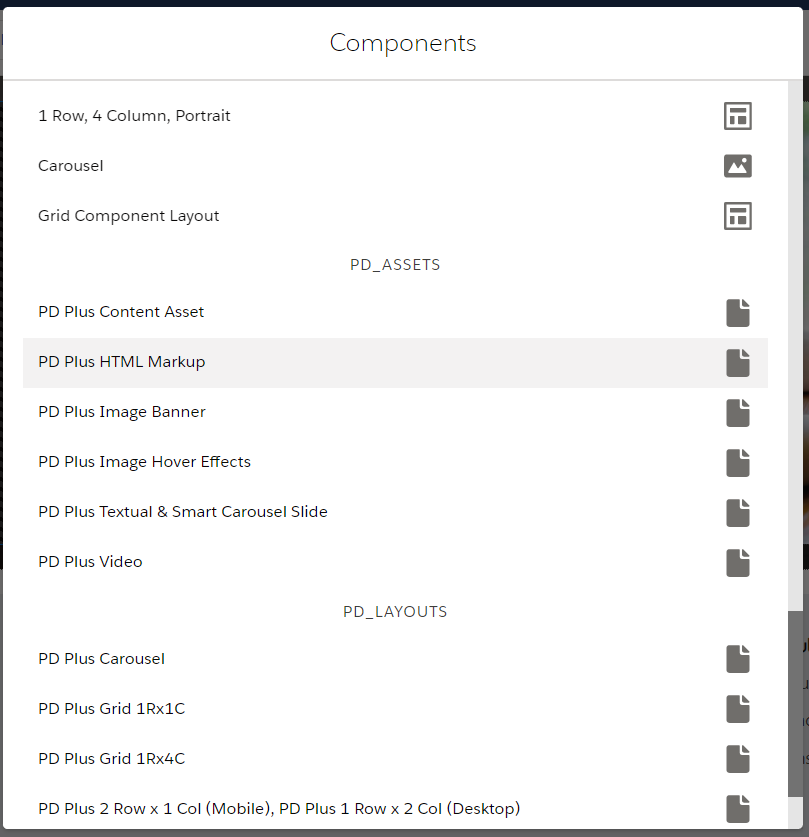 Components
1 Row, 4 Column, Portrait
Carousel
Grid Component Layout
PD_ASSETS
PD Plus Content Asset
PD Plus HTML Markup
PD Plus Image Banner
PD Plus Image Hover Effects
PD Plus Textual & Smart Carousel Slide
PD Plus Video
PD_LAYOUTS
PD Plus Carousel
PD Plus Grid 1Rx1C
PD Plus Grid 1Rx4C
PD Plus 2 Row x 1 Col (Mobile), PD Plus 1 Row x 2 Col (Desktop)